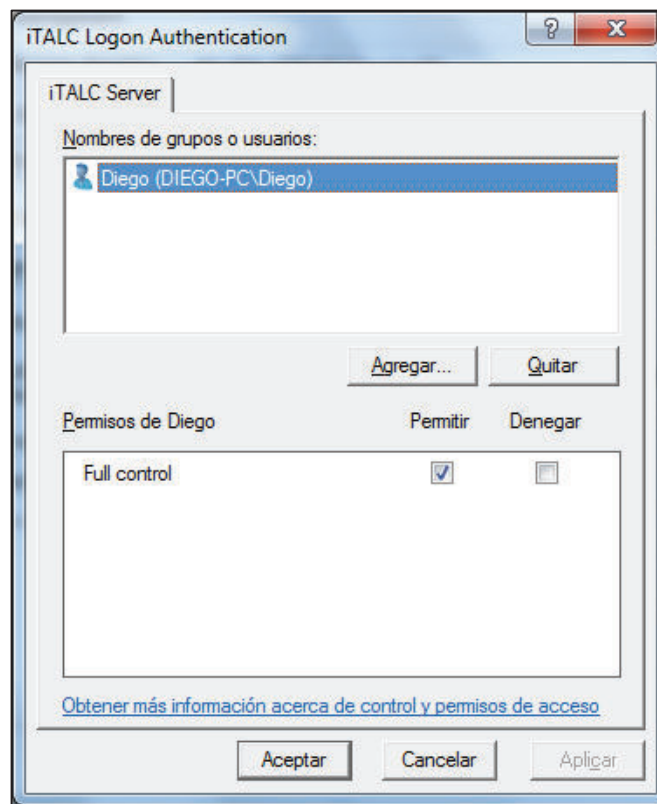 iTALC Logon Authentication
iTALC Server
Nombres de grupos o usuarios:
Diego (DIEGO-PC\Diego)
Agregar... Quitar
Permisos de Diego Permitir Denegar
Full control
Obtener más información acerca de control y permisos de acceso
Aceptar Cancelar Aplicar